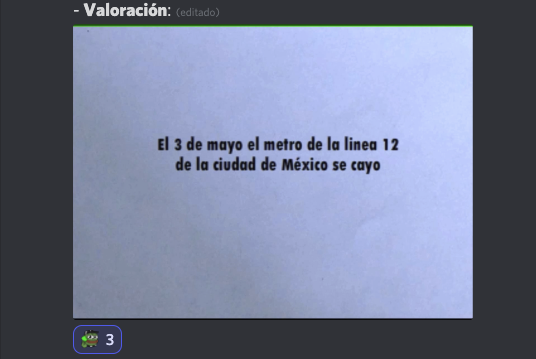 - Valoración: (editado)
El 3 de mayo el metro de la linea 12
de la ciudad de México se cayo
3